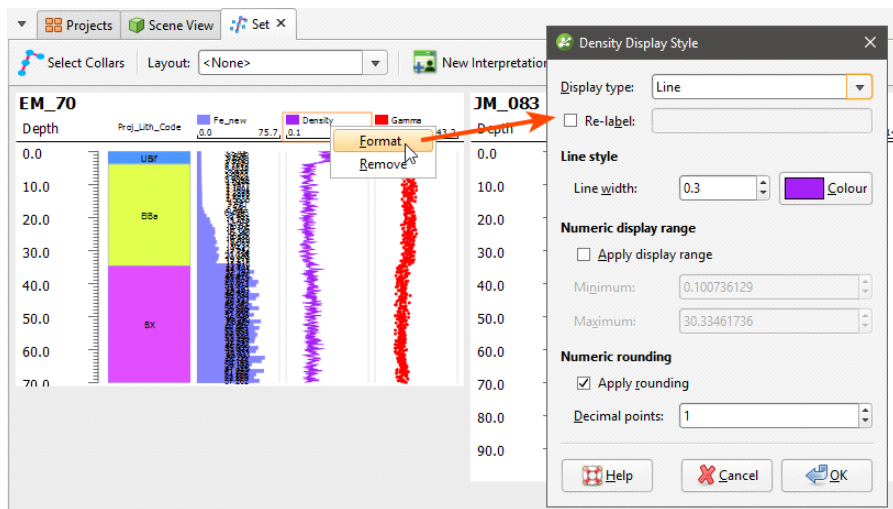 Projects
Scene View
Set
Select Collars
Layout:
<None>
New Interpretation
EM_70
Depth
Proj_Lith_Code
Fe_new
0.0
75.7
Density
0.1
Gamma
43.2
Format
Remove
0.0
10.0
20.0
30.0
40.0
50.0
60.0
70.0
UBf
BX
JM_083
Depth
0.0
10.0
20.0
30.0
40.0
50.0
60.0
70.0
80.0
90.0
Density Display Style
Display type:
Line
Re-label:
Line style
Line width:
0.3
Colour
Numeric display range
Apply display range
Minimum:
0.100736129
Maximum:
30.33461736
Numeric rounding
Apply rounding
Decimal points:
1
Help
Cancel
OK